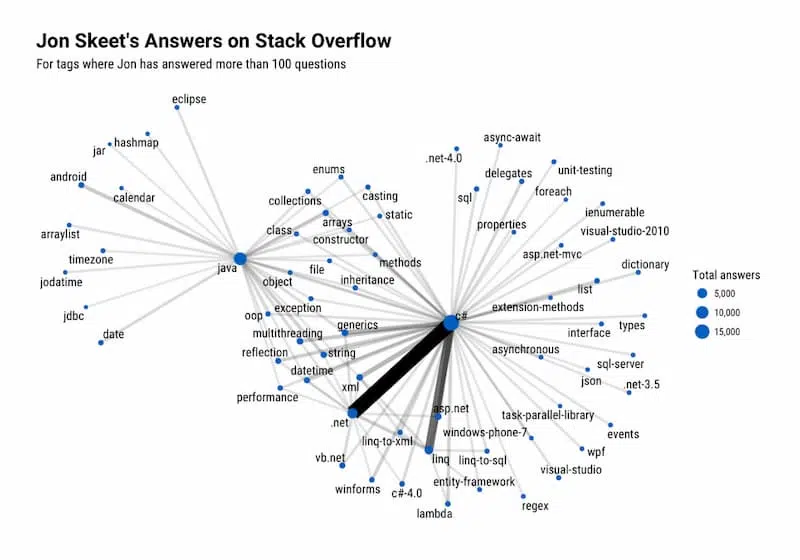 Jon Skeet's Answers on Stack Overflow
For tags where Jon has answered more than 100 questions
eclipse
hashmap
jar
android
calendar
arraylist
timezone
jodatime
jdbc
date
java
enums
collections
casting
arrays
static
class
constructor
methods
file
object
inheritance
exception
oop
generics
multithreading
reflection
string
datetime
xml
performance
.net
async-await
.net-4.0
delegates
unit-testing
sql
foreach
ienumerable
properties
visual-studio-2010
asp.net-mvc
dictionary
list
extension-methods
c#
types
interface
asynchronous
sql-server
json
.net-3.5
asp.net
task-parallel-library
windows-phone-7
events
linq-to-xml
linq
linq-to-sql
wpf
vb.net
visual-studio
entity-framework
winforms
c#-4.0
regex
lambda
Total answers
5,000
10,000
15,000